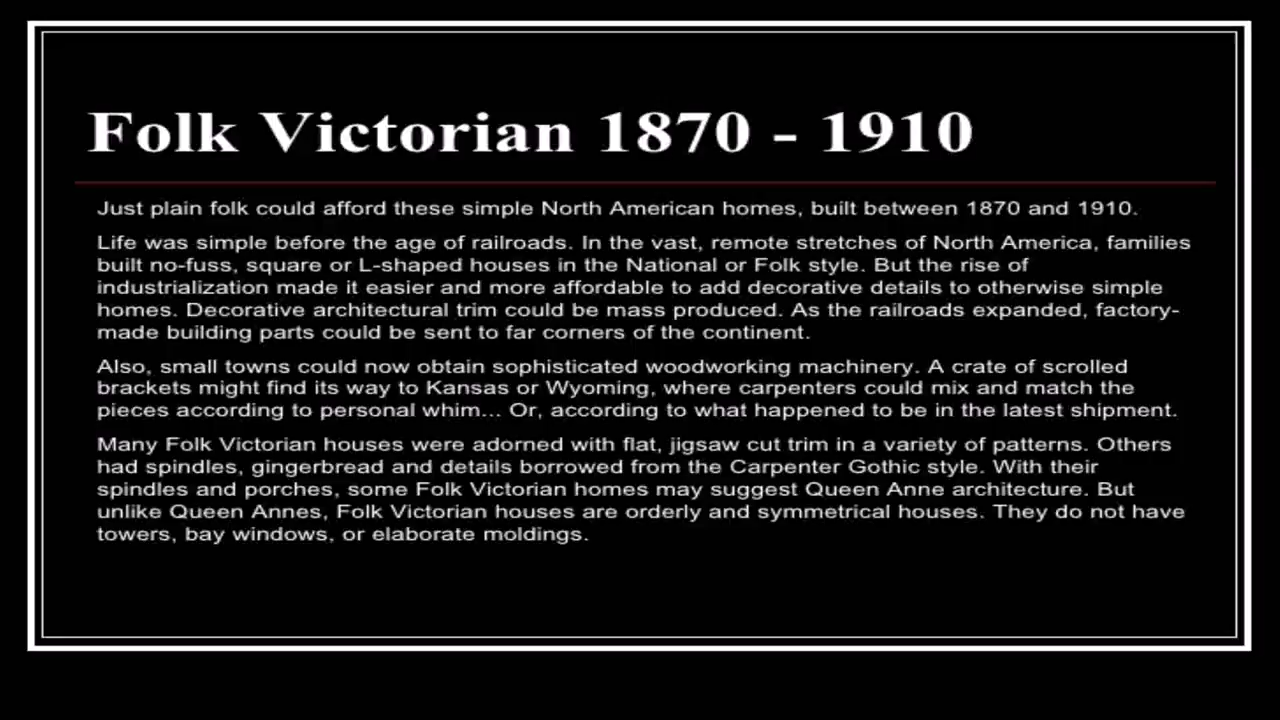 Folk Victorian 1870 - 1910
Just plain folk could afford these simple North American homes, built between 1870 and 1910.
Life was simple before the age of railroads. In the vast, remote stretches of North America, families
built no-fuss, square or L-shaped houses in the National or Folk style. But the rise of
industrialization made it easier and more affordable to add decorative details to otherwise simple
homes. Decorative architectural trim could be mass produced. As the railroads expanded, factory-
made building parts could be sent to far corners of the continent.
Also, small towns could now obtain sophisticated woodworking machinery. A crate of scrolled
brackets might find its way to Kansas or Wyoming, where carpenters could mix and match the
pieces according to personal whim... Or, according to what happened to be in the latest shipment.
Many Folk Victorian houses were adorned with flat, jigsaw cut trim in a variety of patterns. Others
had spindles, gingerbread and details borrowed from the Carpenter Gothic style. With their
spindles and porches, some Folk Victorian homes may suggest Queen Anne architecture. But
unlike Queen Annes, Folk Victorian houses are orderly and symmetrical houses. They do not have
towers, bay windows, or elaborate moldings.